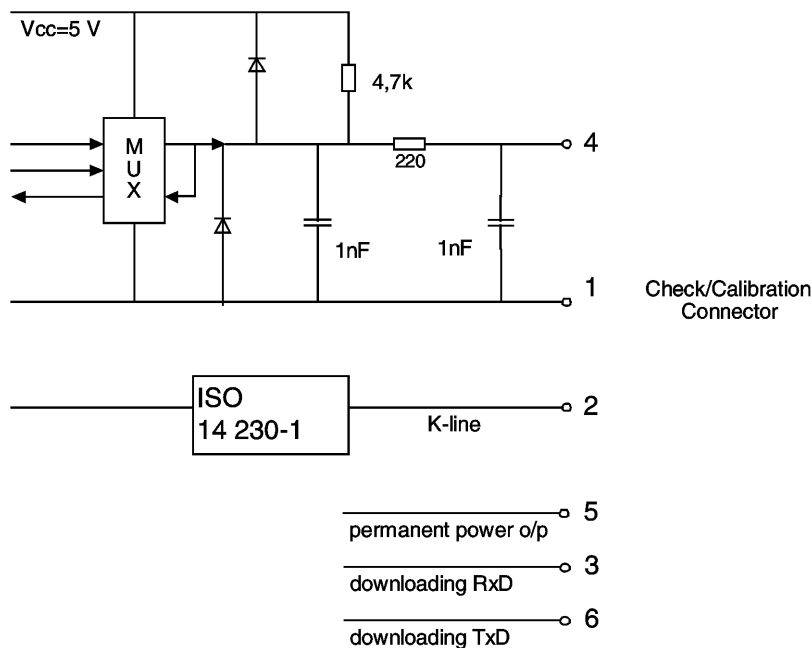 Vcc=5 V
4,7k
M
U
X
4
220
1nF
1nF
1
Check/Calibration
Connector
ISO
14 230-1
K-line
2
5
permanent power o/p
3
downloading RxD
6
downloading TxD